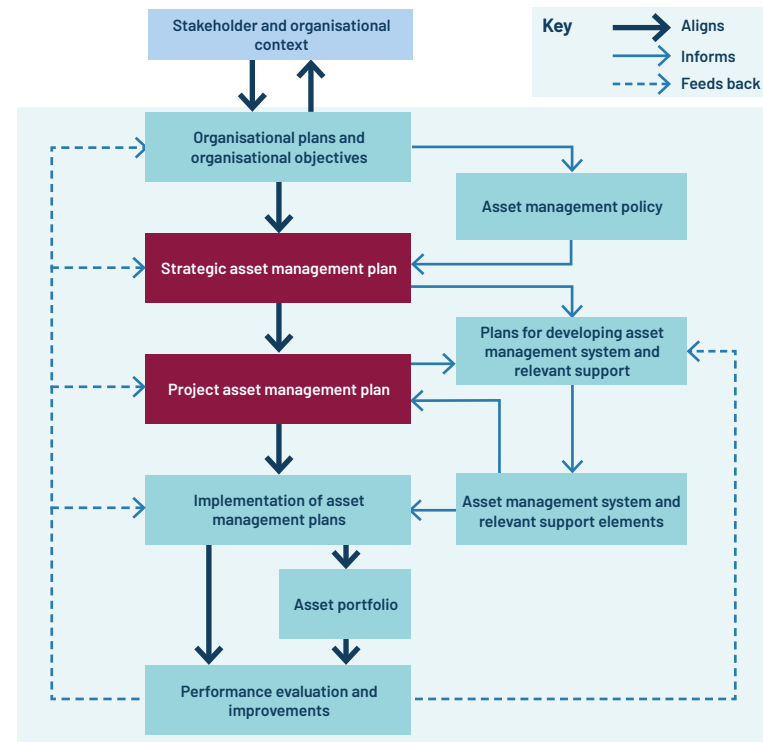 Stakeholder and organisational
context
Key
Aligns
Informs
Feeds back
Organisational plans and
organisational objectives
Asset management policy
Strategic asset management plan
Plans for developing asset
management system and
relevant support
Project asset management plan
Implementation of asset
management plans
Asset management system and
relevant support elements
Asset portfolio
Performance evaluation and
improvements